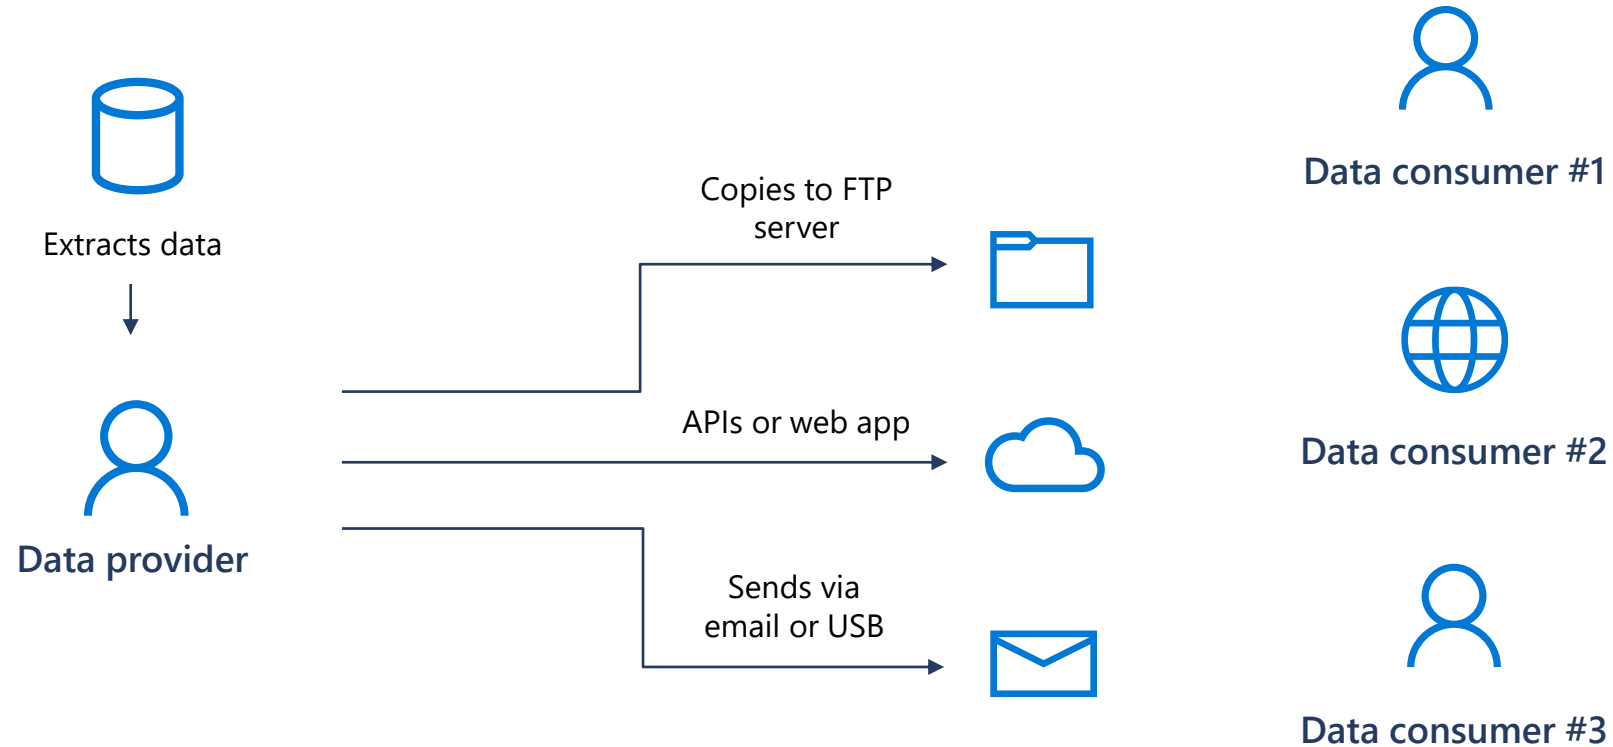 Extracts data
Data provider
Copies to FTP
server
APIs or web app
Sends via
email or USB
Data consumer #1
Data consumer #2
Data consumer #3